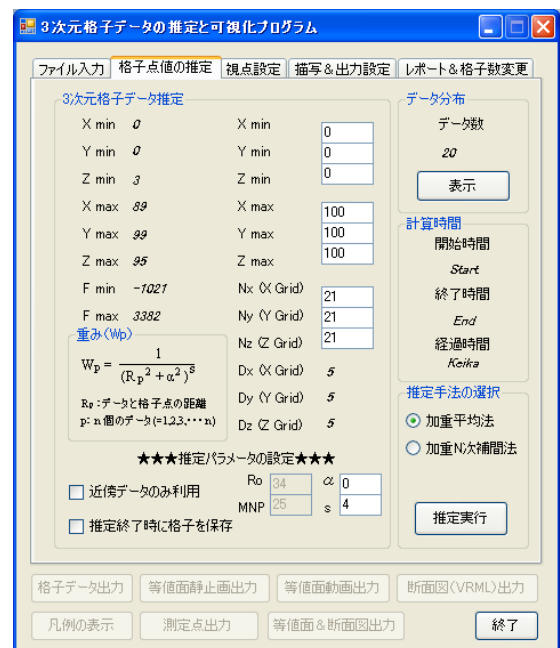 3次元格子データの推定と可視化プログラム
ファイル入力 格子点値の推定 視点設定 描写&出力設定 レポート&格子数変更
3次元格子データ推定
X min 0 X min 0
Y min 0 Y min 0
Z min 3 Z min 0
X max 89 X max 100
Y max 99 Y max 100
Z max 95 Z max 100
F min -1021 Nx (X Grid) 21
F max 3382 Ny (Y Grid) 21
Nz (Z Grid) 21
Dx (X Grid) 5
Dy (Y Grid) 5
Dz (Z Grid) 5
重み(Wp)
Wp = 1 / (Rp² + α²)^s
Rp:データと格子点の距離
p: n個のデータ(=1,2,3,・・・n)
★★★推定パラメータの設定★★★
近傍データのみ利用 Ro 34 α 0
MNP 25 s 4
推定終了時に格子を保存
データ分布
データ数
20
表示
計算時間
開始時間
Start
終了時間
End
経過時間
Keika
推定手法の選択
加重平均法
加重N次補間法
推定実行
格子データ出力 等値面静止画出力 等値面動画出力 断面図(VRML)出力
凡例の表示 測定点出力 等値面&断面図出力 終了